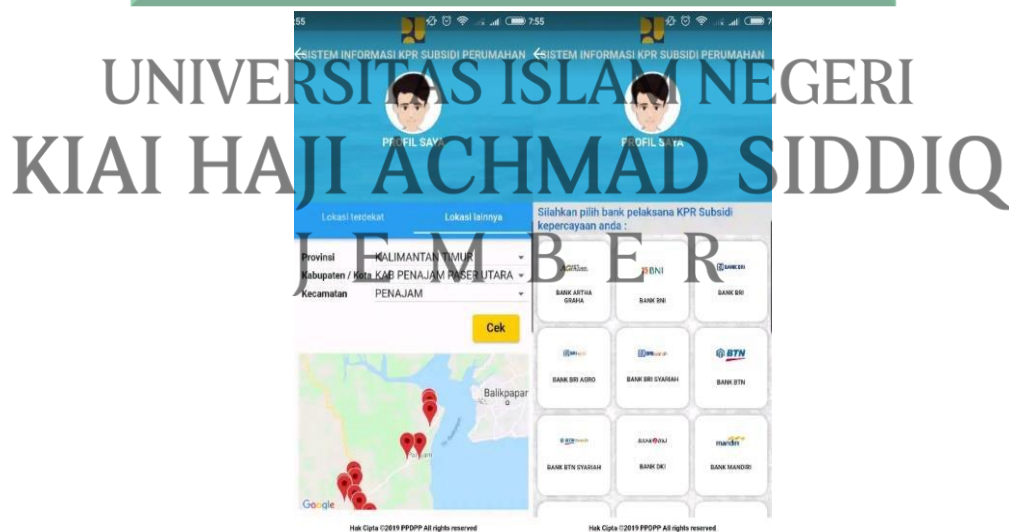 :55
SISTEM INFORMASI KPR SUBSIDI PERUMAHAN
PROFIL SAYA
Lokasi terdekat
Lokasi lainnya
Provinsi KALIMANTAN TIMUR
Kabupaten / Kota KAB PENAJAM PASER UTARA
Kecamatan PENAJAM
Cek
Balikpapan
Google
Hak Cipta ©2019 PPDPP All rights reserved
7:55
SISTEM INFORMASI KPR SUBSIDI PERUMAHAN
PROFIL SAYA
Silahkan pilih bank pelaksana KPR Subsidi
kepercayaan anda :
BANK ARTHA
GRAHA
BNI
BANK BNI
BANK BRI
BANK BRI
BANK BRI AGRO
BANK BRI SYARIAH
BTN
BANK BTN
BANK BTN SYARIAH
BANK DKI
mandiri
BANK MANDIRI
Hak Cipta ©2019 PPDPP All rights reserved
UNIVERSITAS ISLAM NEGERI
KIAI HAJI ACHMAD SIDDIQ
JEMBER